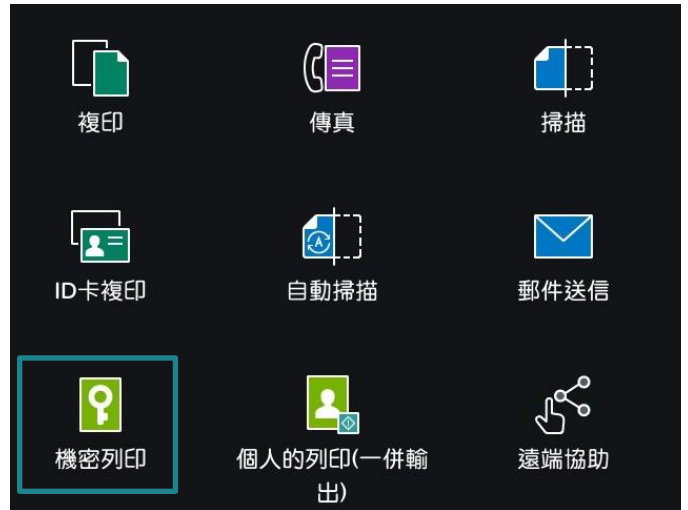 複印
傳真
掃描
ID卡複印
自動掃描
郵件送信
機密列印
個人的列印(一併輸
出)
遠端協助